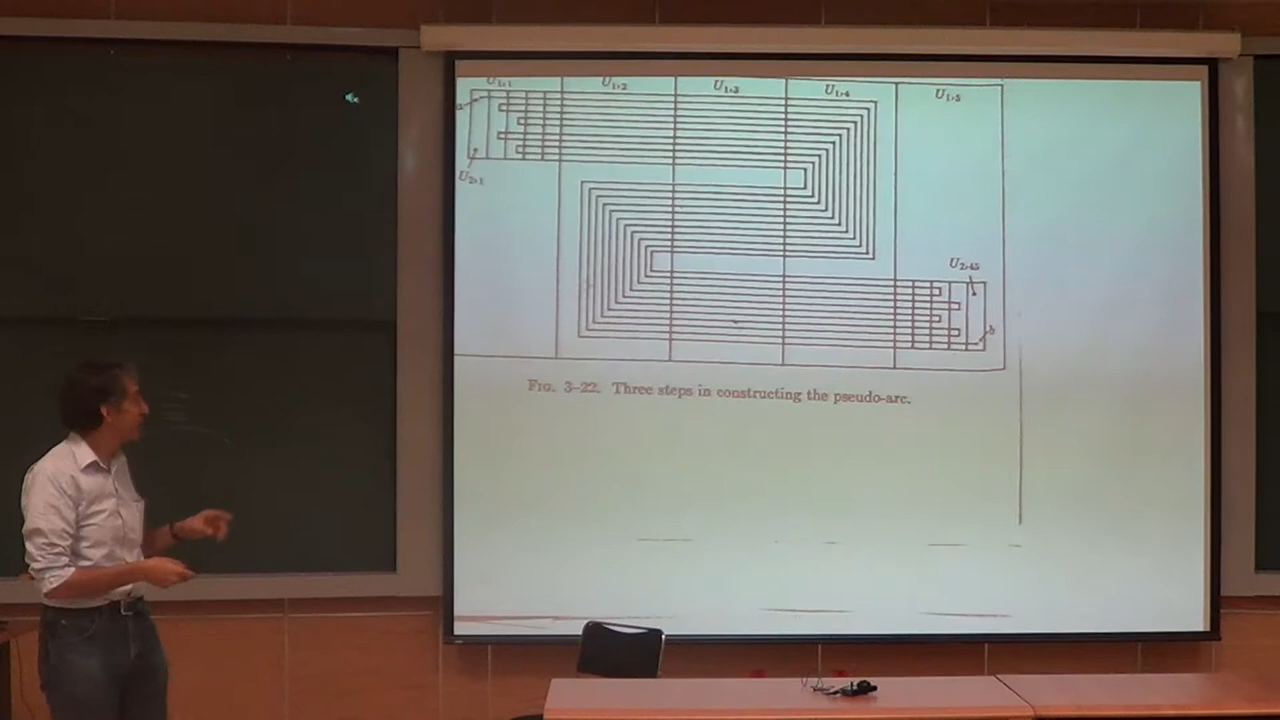 U₁,₁ U₁,₂ U₁,₃ U₁,₄ U₁,₅
a
U₂,₁
U₂,₄₅
b
FIG. 3–22. Three steps in constructing the pseudo-arc.